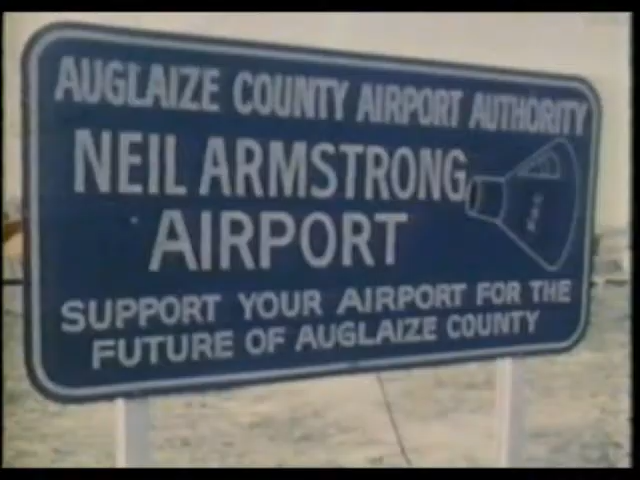 AUGLAIZE COUNTY AIRPORT AUTHORITY
NEIL ARMSTRONG
AIRPORT
SUPPORT YOUR AIRPORT FOR THE
FUTURE OF AUGLAIZE COUNTY